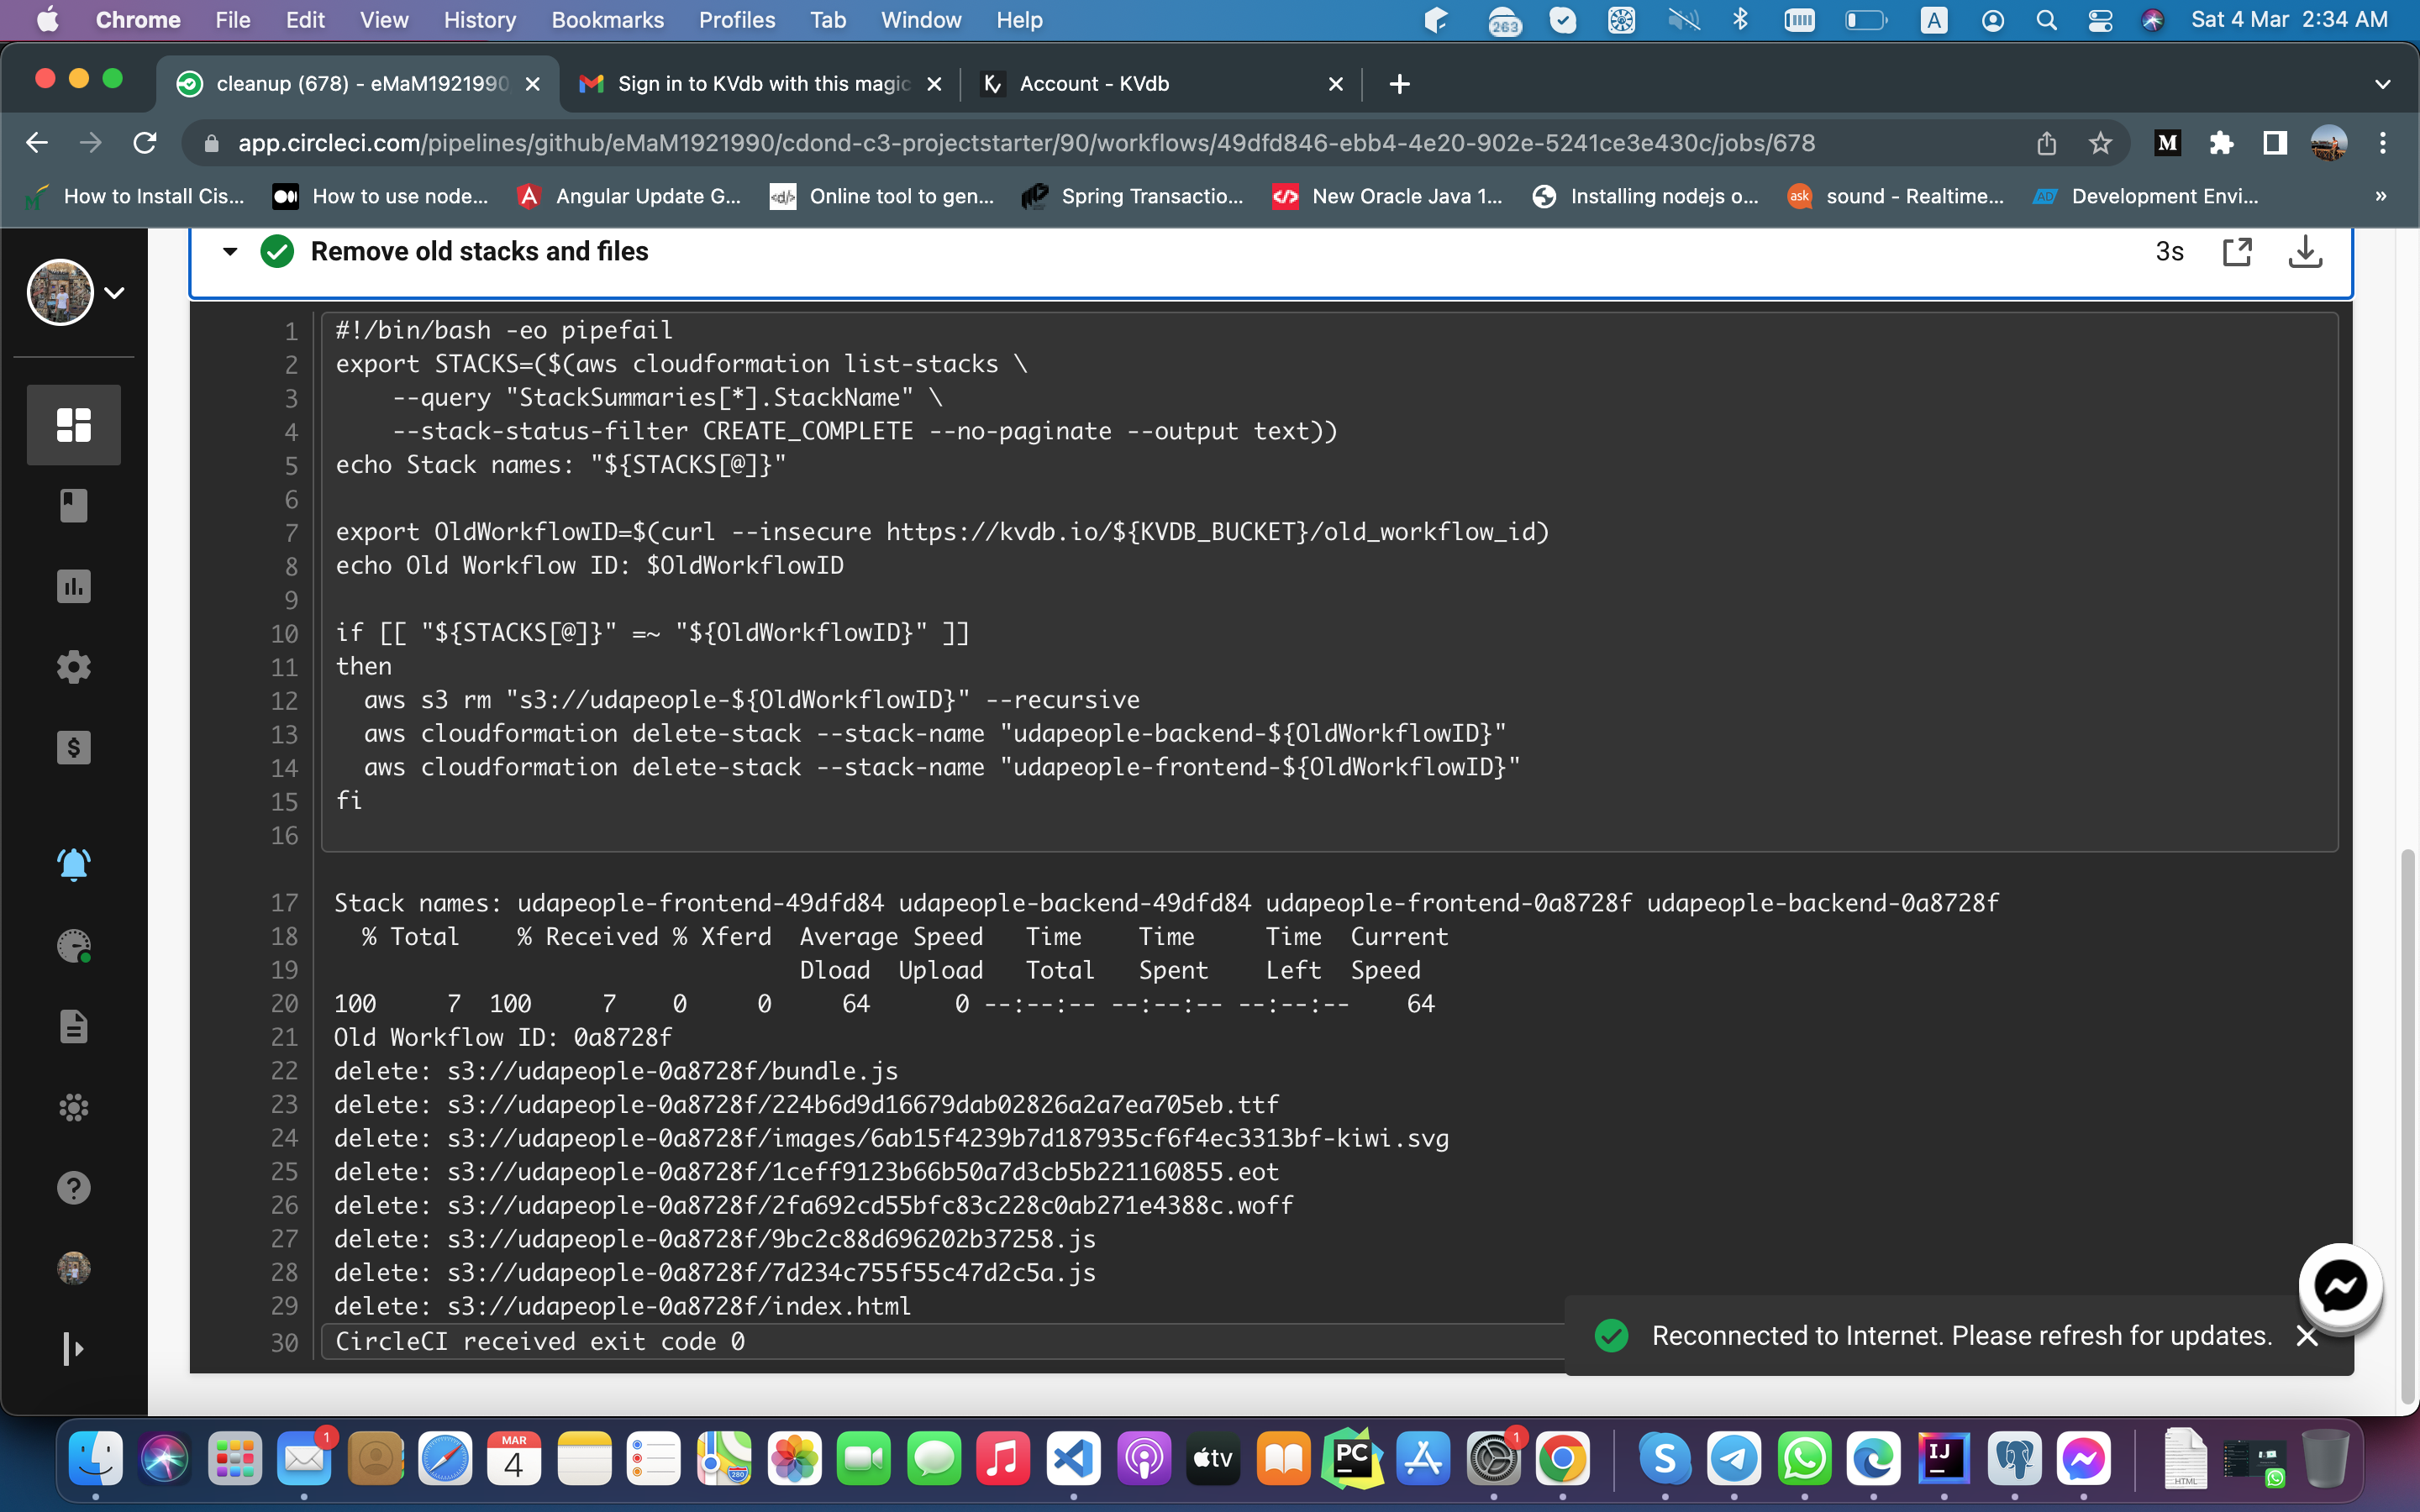 Chrome File Edit View History Bookmarks Profiles Tab Window Help 263 A Sat 4 Mar 2:34 AM
cleanup (678) - eMaM1921990 Sign in to KVdb with this magic Account - KVdb
app.circleci.com/pipelines/github/eMaM1921990/cdond-c3-projectstarter/90/workflows/49dfd846-ebb4-4e20-902e-5241ce3e430c/jobs/678 M
How to Install Cis... How to use node... Angular Update G... <d/> Online tool to gen... Spring Transactio... </> New Oracle Java 1... Installing nodejs o... ask sound - Realtime... AD Development Envi... »
Remove old stacks and files 3s
1 #!/bin/bash -eo pipefail
2 export STACKS=($(aws cloudformation list-stacks \
3 --query "StackSummaries[*].StackName" \
4 --stack-status-filter CREATE_COMPLETE --no-paginate --output text))
5 echo Stack names: "${STACKS[@]}"
6
7 export OldWorkflowID=$(curl --insecure https://kvdb.io/${KVDB_BUCKET}/old_workflow_id)
8 echo Old Workflow ID: $OldWorkflowID
9
10 if [[ "${STACKS[@]}" =~ "${OldWorkflowID}" ]]
11 then
12 aws s3 rm "s3://udapeople-${OldWorkflowID}" --recursive
13 aws cloudformation delete-stack --stack-name "udapeople-backend-${OldWorkflowID}"
14 aws cloudformation delete-stack --stack-name "udapeople-frontend-${OldWorkflowID}"
15 fi
16
17 Stack names: udapeople-frontend-49dfd84 udapeople-backend-49dfd84 udapeople-frontend-0a8728f udapeople-backend-0a8728f
18 % Total % Received % Xferd Average Speed Time Time Time Current
19 Dload Upload Total Spent Left Speed
20 100 7 100 7 0 0 64 0 --:--:-- --:--:-- --:--:-- 64
21 Old Workflow ID: 0a8728f
22 delete: s3://udapeople-0a8728f/bundle.js
23 delete: s3://udapeople-0a8728f/224b6d9d16679dab02826a2a7ea705eb.ttf
24 delete: s3://udapeople-0a8728f/images/6ab15f4239b7d187935cf6f4ec3313bf-kiwi.svg
25 delete: s3://udapeople-0a8728f/1ceff9123b66b50a7d3cb5b221160855.eot
26 delete: s3://udapeople-0a8728f/2fa692cd55bfc83c228c0ab271e4388c.woff
27 delete: s3://udapeople-0a8728f/9bc2c88d696202b37258.js
28 delete: s3://udapeople-0a8728f/7d234c755f55c47d2c5a.js
29 delete: s3://udapeople-0a8728f/index.html
30 CircleCI received exit code 0
Reconnected to Internet. Please refresh for updates.
1 MAR 4 280 tv PC 1 S IJ HTML